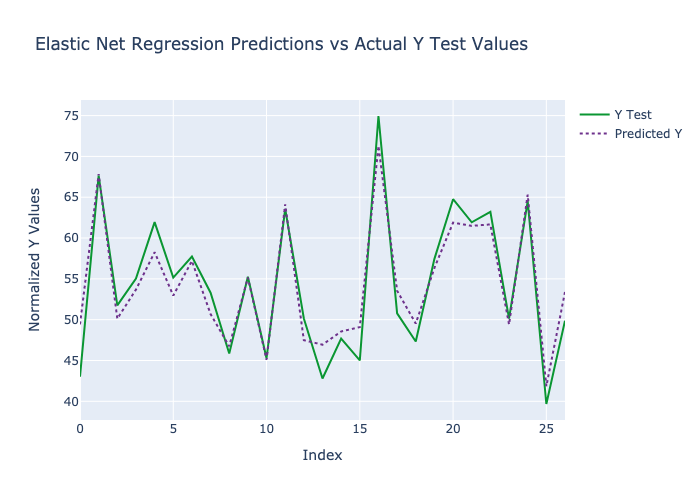 Elastic Net Regression Predictions vs Actual Y Test Values
Y Test
Predicted Y
Normalized Y Values
75
70
65
60
55
50
45
40
0
5
10
15
20
25
Index